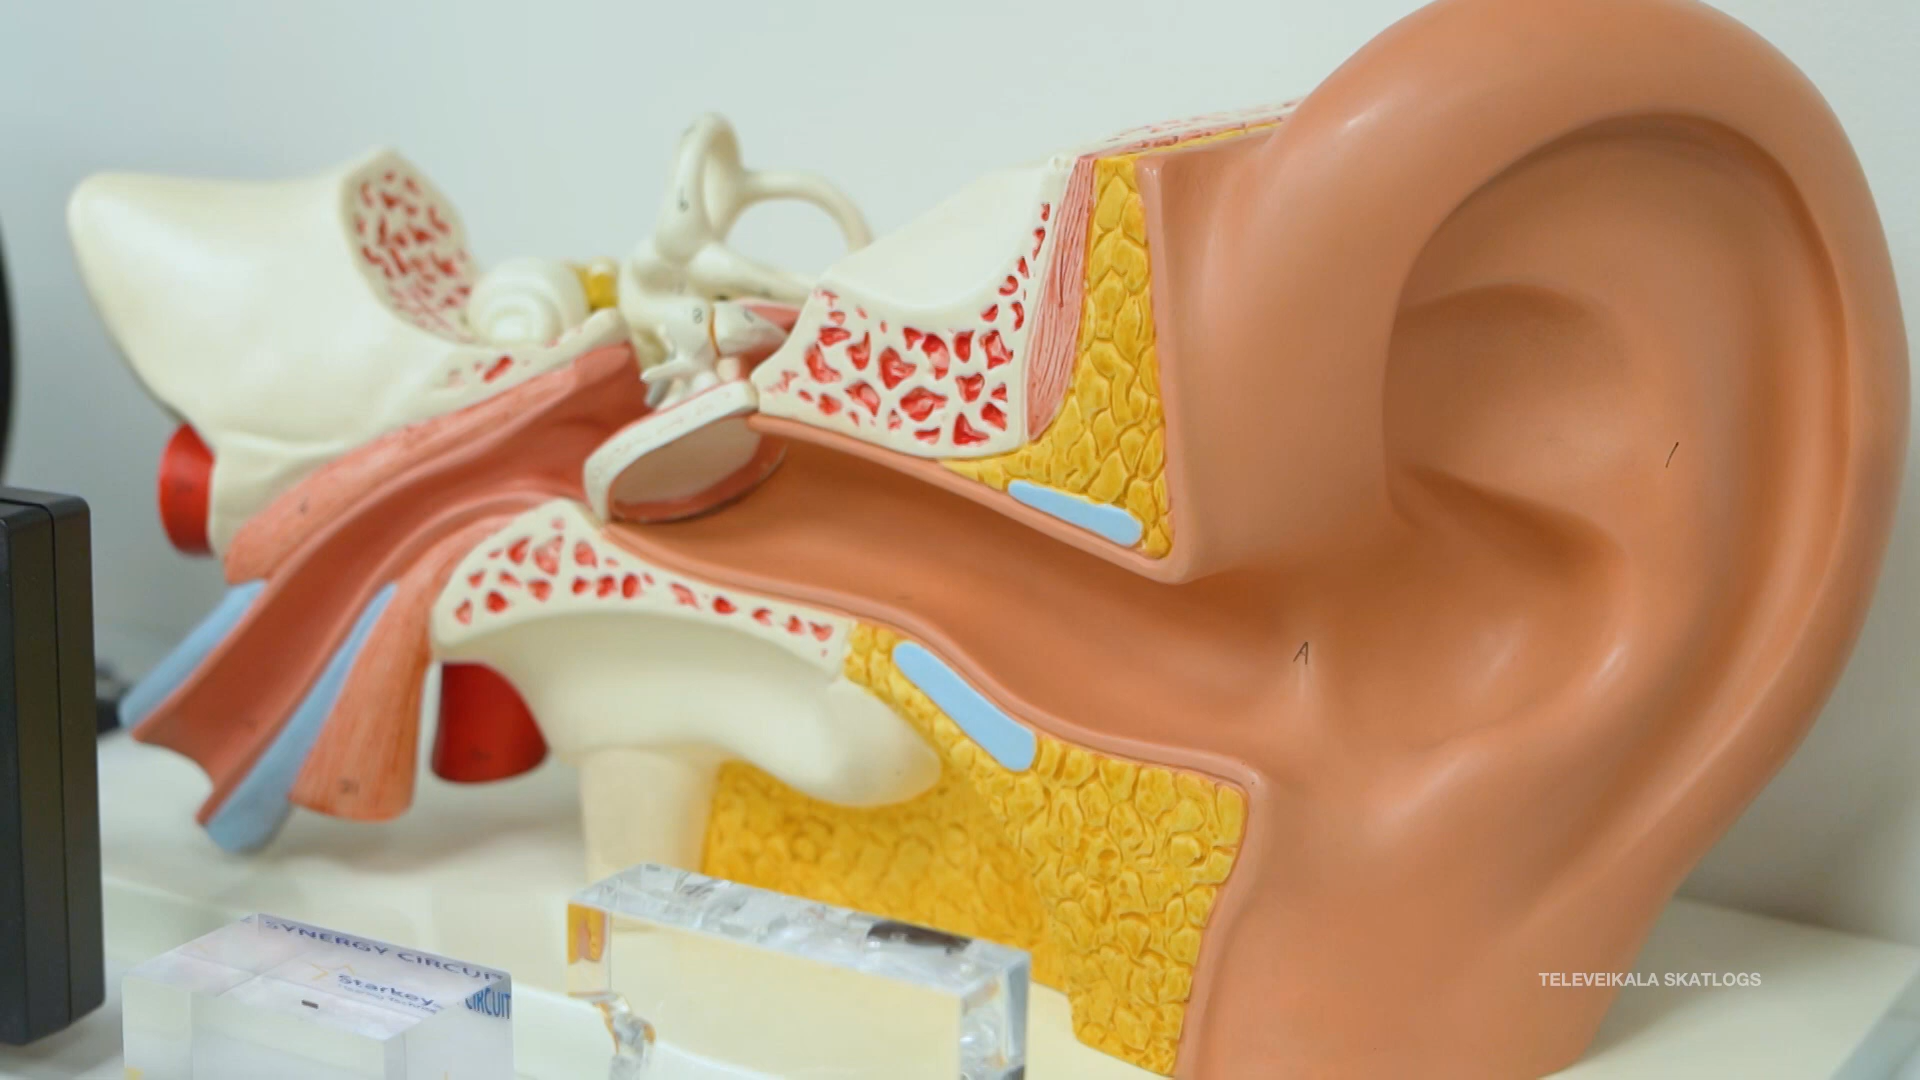 A
SYNERGY CIRCUIT
Starkey
CIRCUIT
TELEVEIKALA SKATLOGS